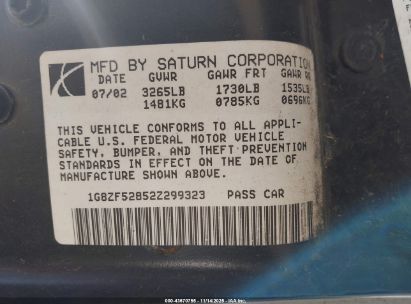 MFD BY SATURN CORPORATION
DATE GVWR GAWR FRT GAWR RR
07/02 3265LB 1730LB 1535LB
1481KG 0785KG 0696KG
THIS VEHICLE CONFORMS TO ALL APPLI-
CABLE U.S. FEDERAL MOTOR VEHICLE
SAFETY, BUMPER, AND THEFT PREVENTION
STANDARDS IN EFFECT ON THE DATE OF
MANUFACTURE SHOWN ABOVE.
1G8ZF52852Z299323 PASS CAR